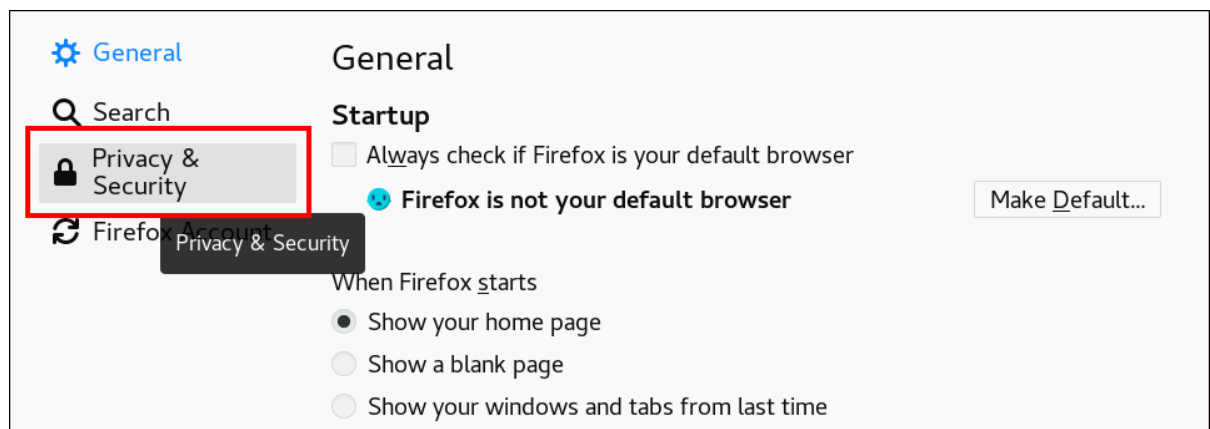 General
Search
Privacy &
Security
Firefox Account
Privacy & Security
General
Startup
Always check if Firefox is your default browser
Firefox is not your default browser
Make Default...
When Firefox starts
Show your home page
Show a blank page
Show your windows and tabs from last time